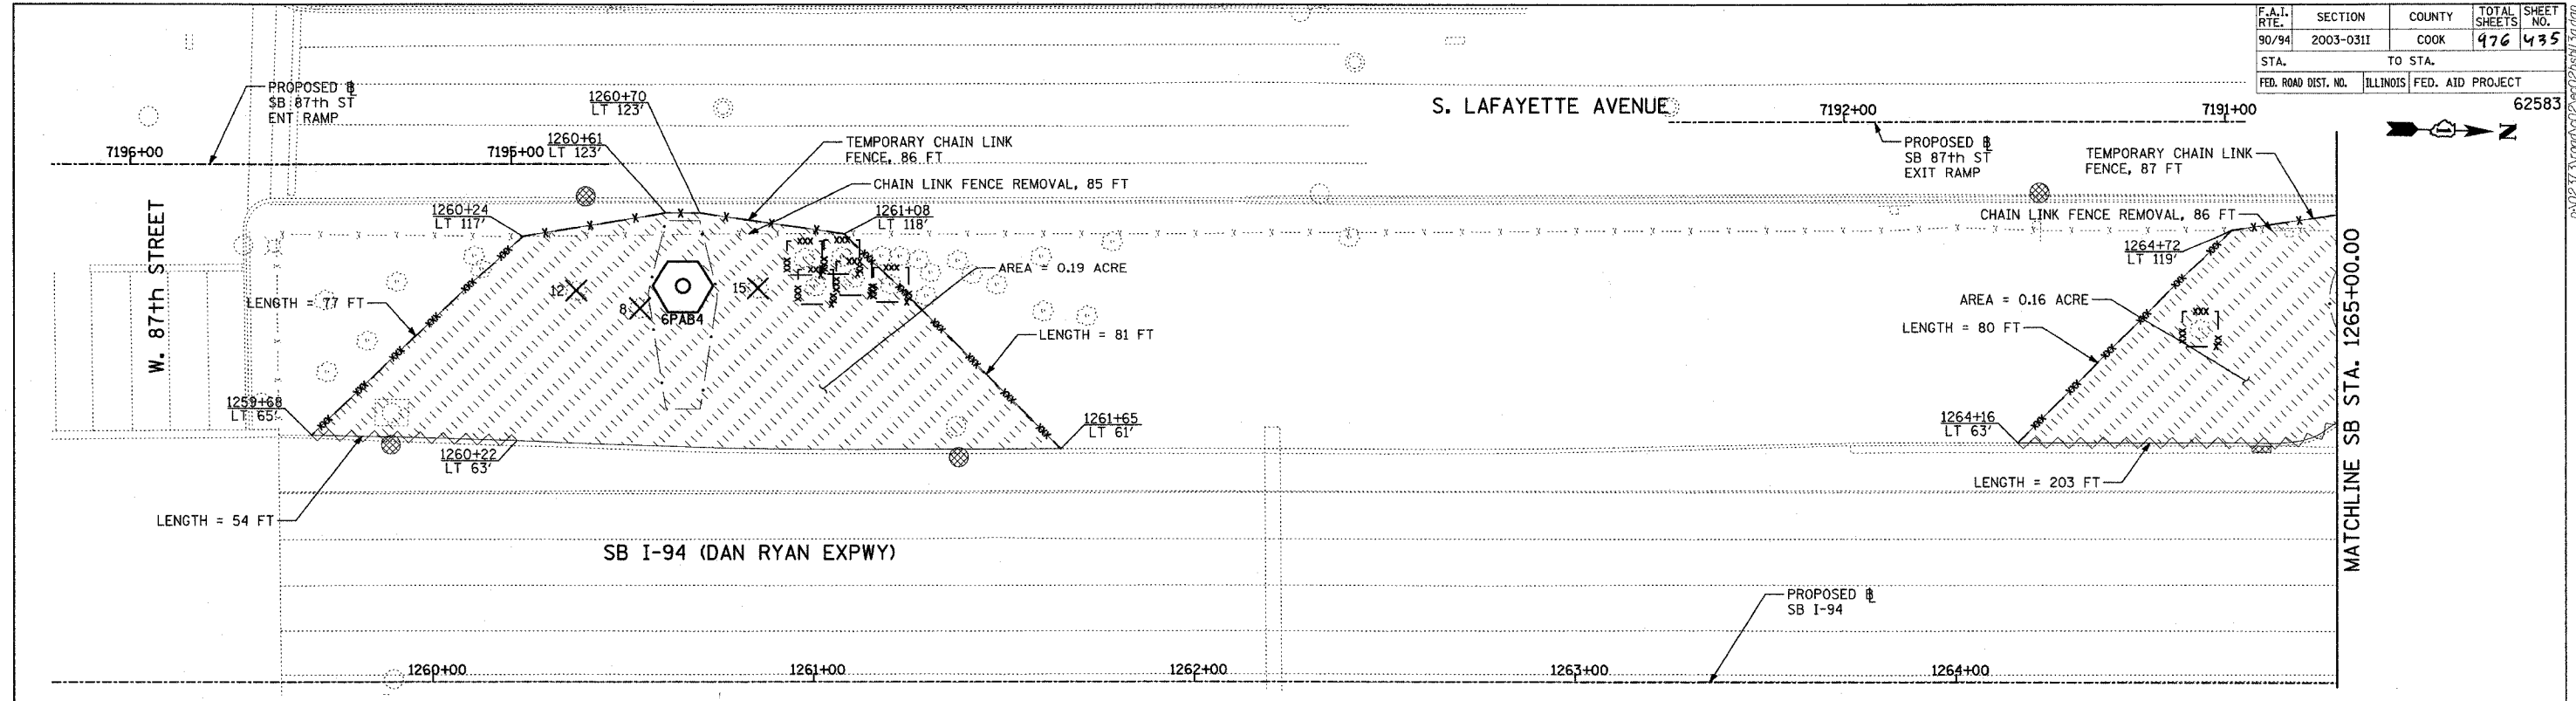 F.A.I. RTE. SECTION COUNTY TOTAL SHEETS SHEET NO.
90/94 2003-031I COOK 976 435
STA. TO STA.
FED. ROAD DIST. NO. ILLINOIS FED. AID PROJECT
62583
N
PROPOSED B
SB 87th ST
ENT RAMP
7196+00
7195+00
1260+70
LT 123'
1260+61
LT 123'
TEMPORARY CHAIN LINK
FENCE, 86 FT
CHAIN LINK FENCE REMOVAL, 85 FT
S. LAFAYETTE AVENUE
7192+00
7191+00
PROPOSED B
SB 87th ST
EXIT RAMP
TEMPORARY CHAIN LINK
FENCE, 87 FT
CHAIN LINK FENCE REMOVAL, 86 FT
W. 87th STREET
1260+24
LT 117'
1261+08
LT 118'
1264+72
LT 119'
AREA = 0.19 ACRE
12
8
15
6PAB4
LENGTH = 77 FT
LENGTH = 81 FT
AREA = 0.16 ACRE
LENGTH = 80 FT
1259+68
LT 65'
1260+22
LT 63'
1261+65
LT 61'
1264+16
LT 63'
LENGTH = 203 FT
LENGTH = 54 FT
MATCHLINE SB STA. 1265+00.00
SB I-94 (DAN RYAN EXPWY)
PROPOSED B
SB I-94
1260+00
1261+00
1262+00
1263+00
1264+00